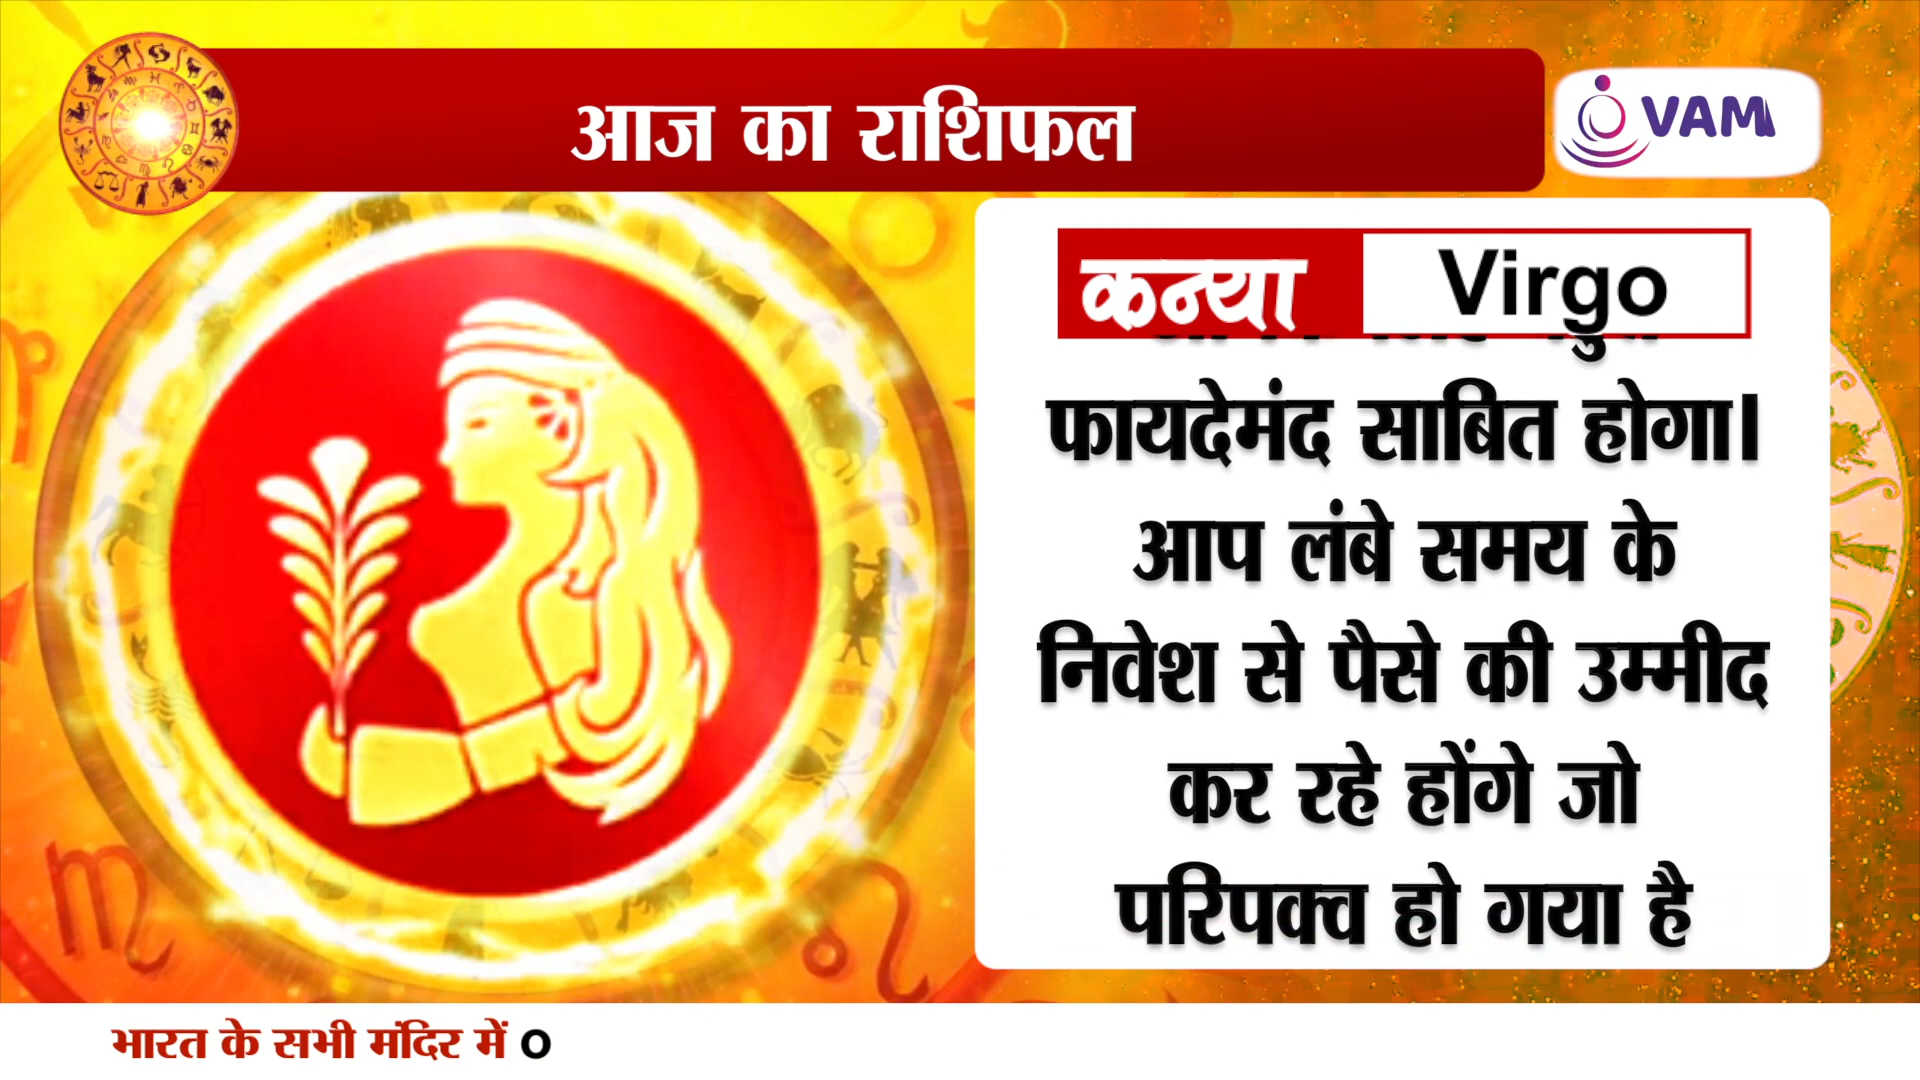 आज का राशिफल
VAM
कन्या Virgo
फायदेमंद साबित होगा।
आप लंबे समय के
निवेश से पैसे की उम्मीद
कर रहे होंगे जो
परिपक्व हो गया है
भारत के सभी मंदिर में o